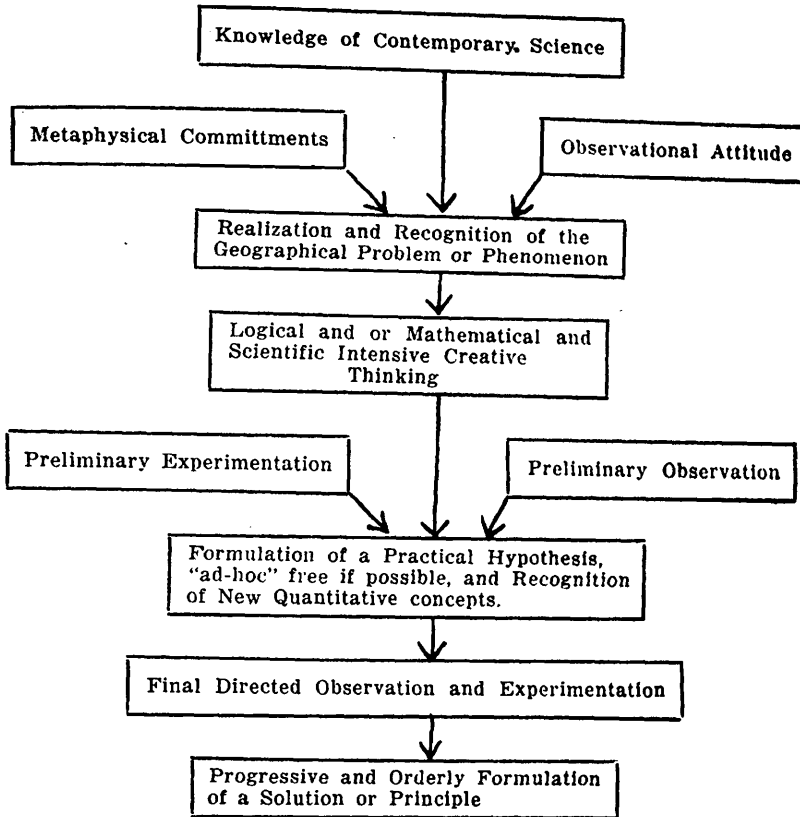 Knowledge of Contemporary. Science
Metaphysical Committments
Observational Attitude
Realization and Recognition of the
Geographical Problem or Phenomenon
Logical and or Mathematical and
Scientific Intensive Creative
Thinking
Preliminary Experimentation
Preliminary Observation
Formulation of a Practical Hypothesis,
“ad-hoc” free if possible, and Recognition
of New Quantitative concepts.
Final Directed Observation and Experimentation
Progressive and Orderly Formulation
of a Solution or Principle